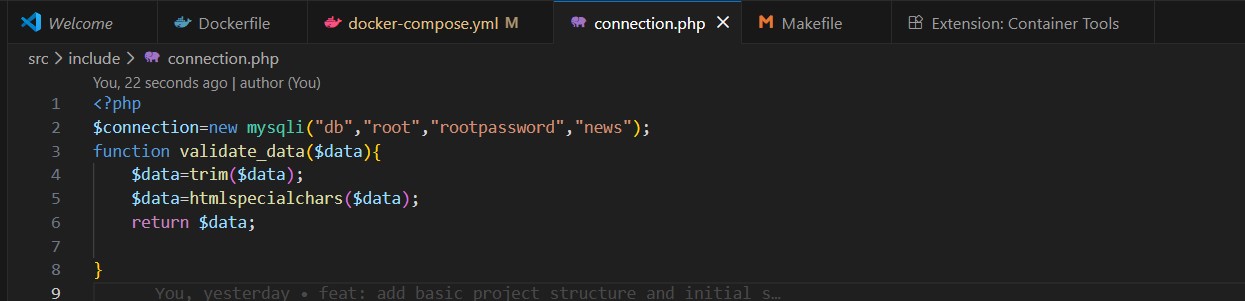 Welcome Dockerfile docker-compose.yml M connection.php Makefile Extension: Container Tools
src > include > connection.php
You, 22 seconds ago | author (You)
1 <?php
2 $connection=new mysqli("db","root","rootpassword","news");
3 function validate_data($data){
4 $data=trim($data);
5 $data=htmlspecialchars($data);
6 return $data;
7
8 }
9 You, yesterday • feat: add basic project structure and initial s…